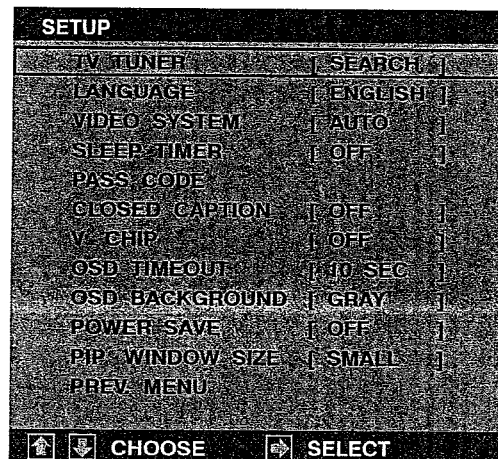 SETUP
TV TUNER [ SEARCH ]
LANGUAGE [ ENGLISH ]
VIDEO SYSTEM [ AUTO ]
SLEEP TIMER [ OFF ]
PASS CODE
CLOSED CAPTION [ OFF ]
V. CHIP [ OFF ]
OSD TIMEOUT [ 10 SEC ]
OSD BACKGROUND [ GRAY ]
POWER SAVE [ OFF ]
PIP WINDOW SIZE [ SMALL ]
PREV. MENU
CHOOSE SELECT